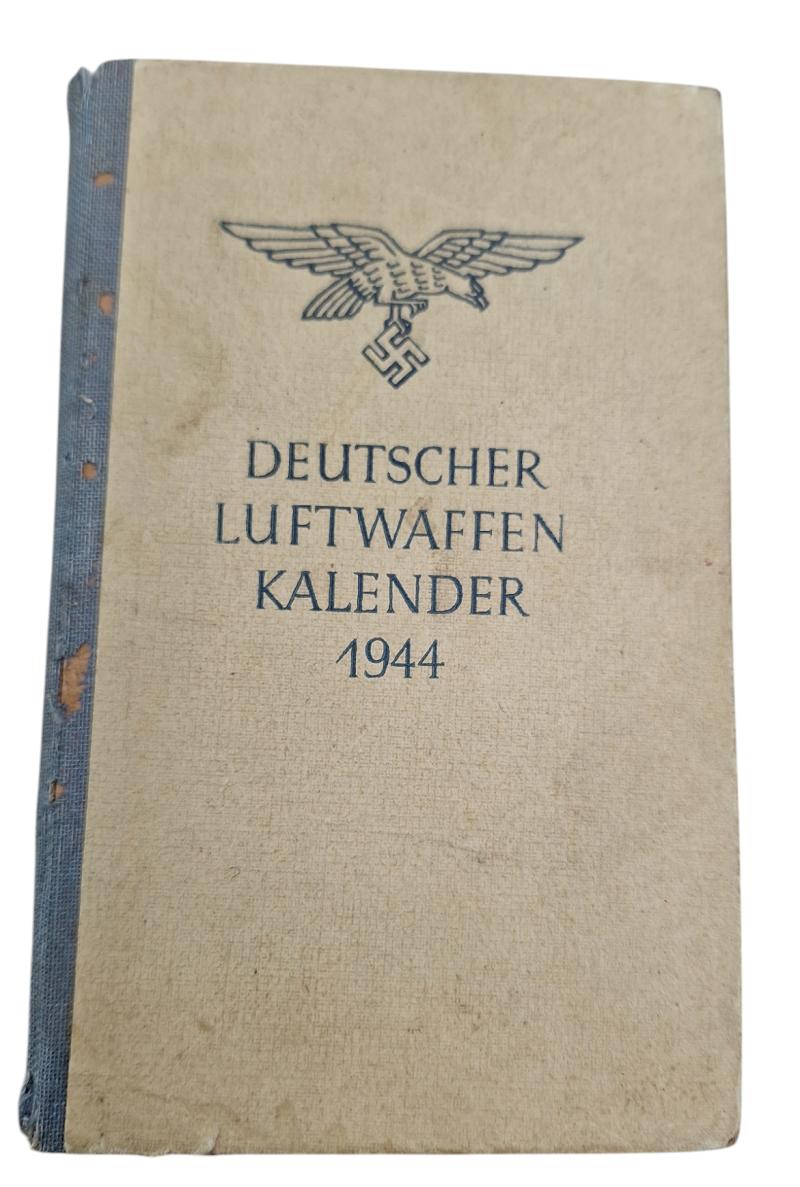 DEUTSCHER
LUFTWAFFEN
KALENDER
1944